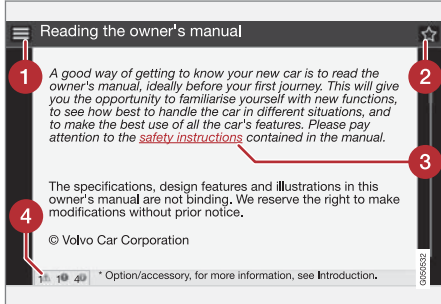 Reading the owner's manual
1
2
A good way of getting to know your new car is to read the
owner's manual, ideally before your first journey. This will give
you the opportunity to familiarise yourself with new functions,
to see how best to handle the car in different situations, and
to make the best use of all the car's features. Please pay
attention to the safety instructions contained in the manual.
3
The specifications, design features and illustrations in this
owner's manual are not binding. We reserve the right to make
modifications without prior notice.
4
© Volvo Car Corporation
1 1 4 * Option/accessory, for more information, see Introduction.
G050532